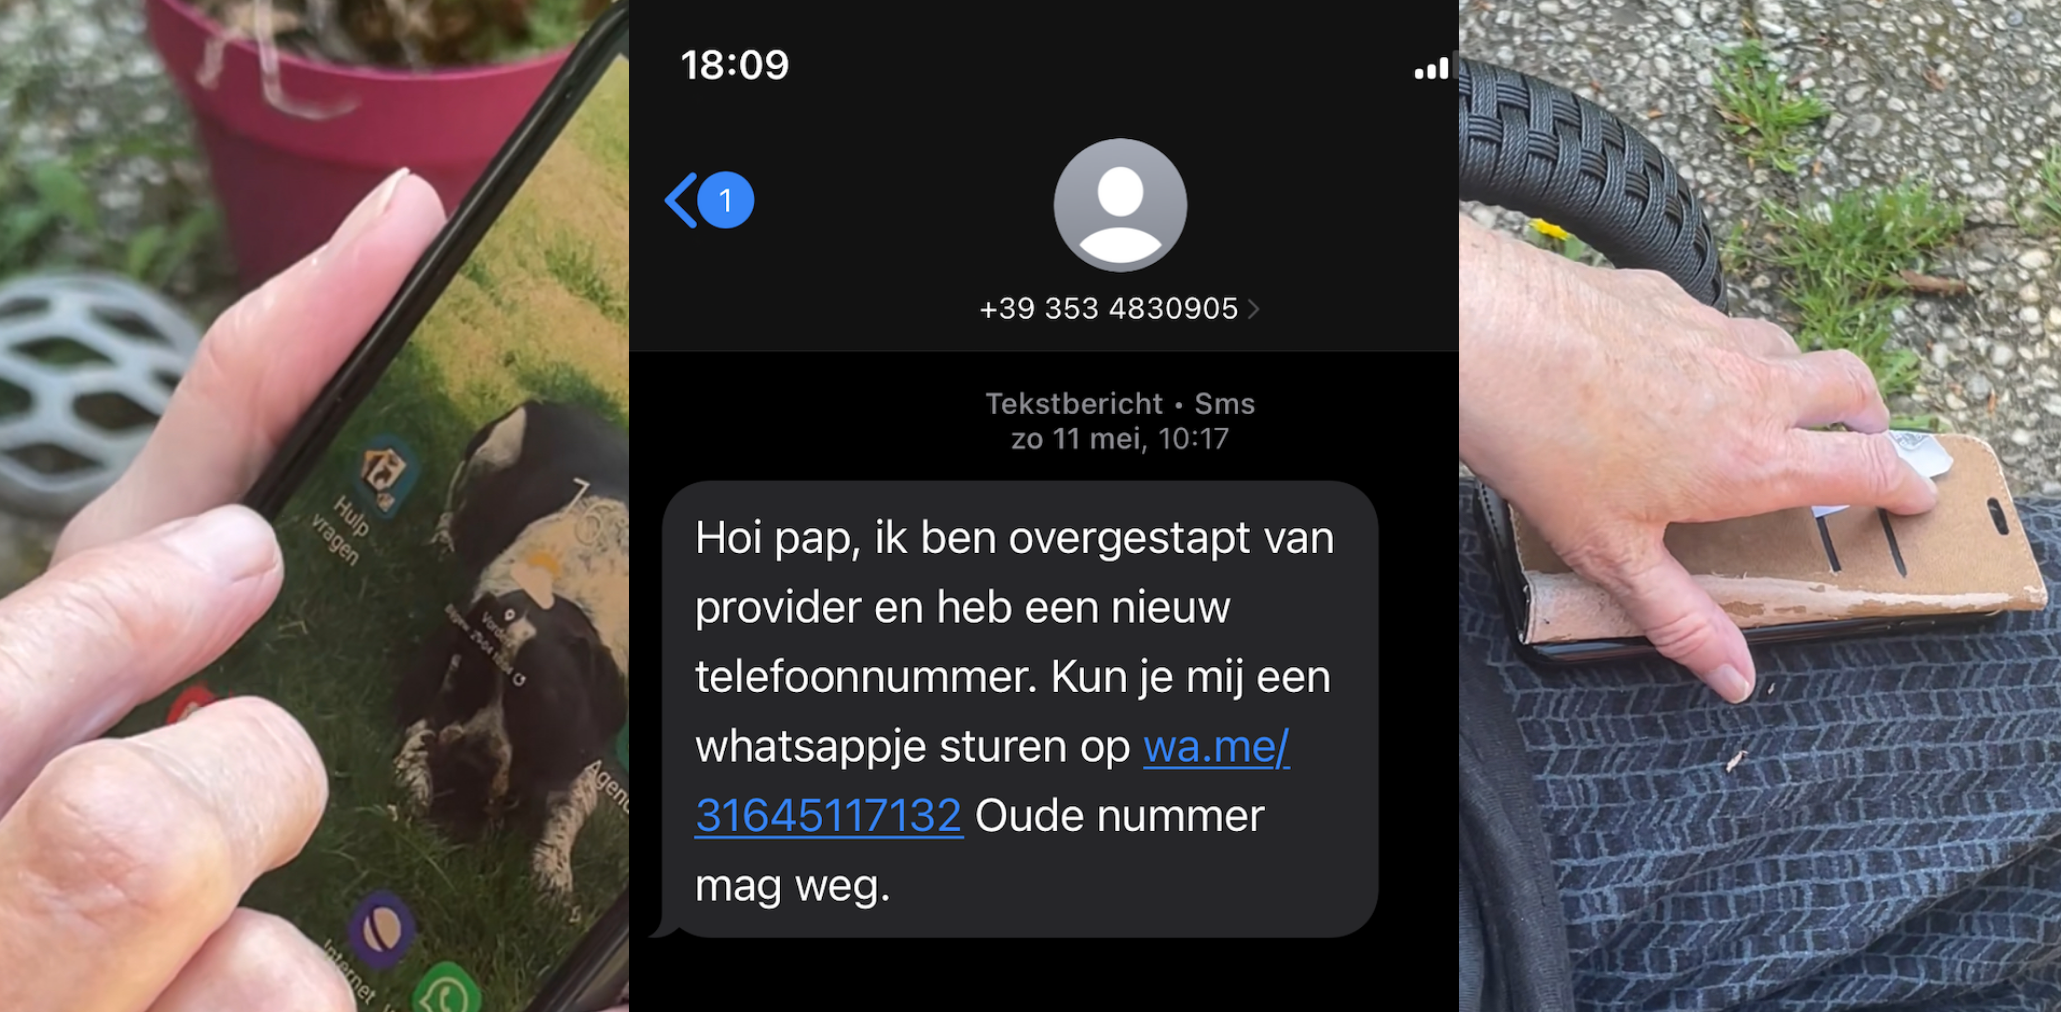 Hulp
vragen
Internet
18:09
1
+39 353 4830905
Tekstbericht • Sms
zo 11 mei, 10:17
Hoi pap, ik ben overgestapt van
provider en heb een nieuw
telefoonnummer. Kun je mij een
whatsappje sturen op wa.me/
31645117132 Oude nummer
mag weg.